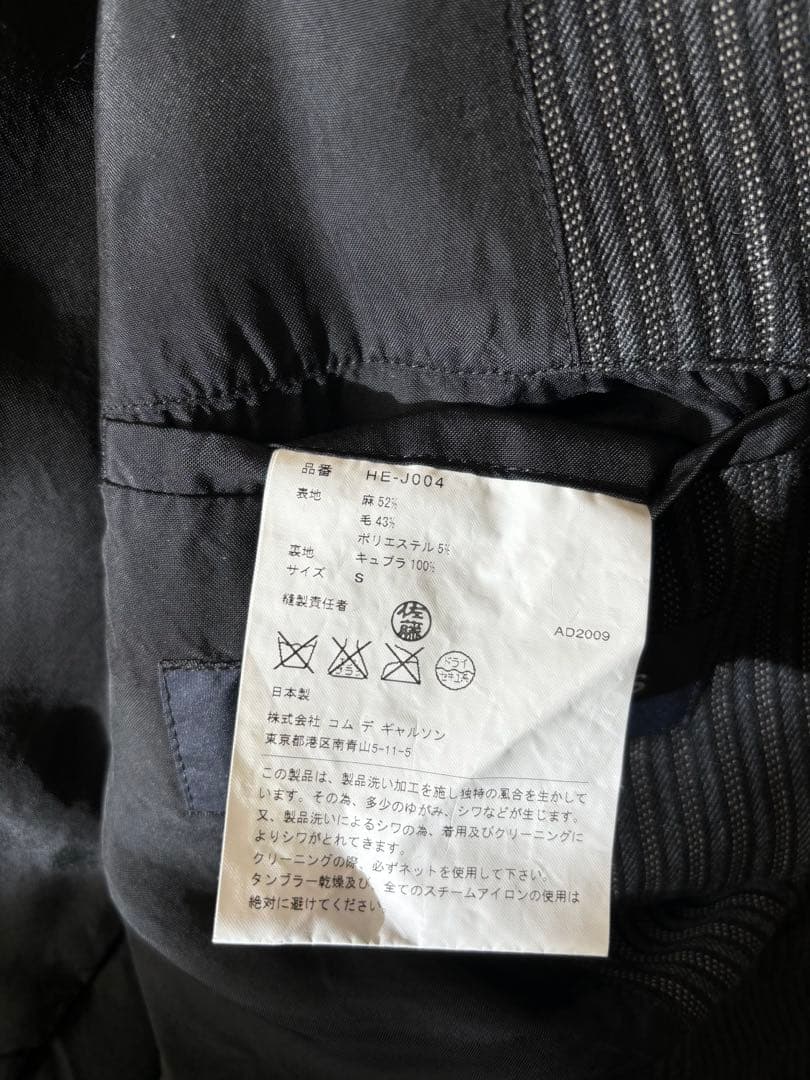 品番 HE-J004
表地 麻 52%
毛 43%
ポリエステル 5%
裏地 キュプラ 100%
サイズ S
縫製責任者 佐藤
AD2009
ドライ
セキユ系
日本製
株式会社 コム デ ギャルソン
東京都港区南青山5-11-5
この製品は、製品洗い加工を施し独特の風合を生かして
います。その為、多少のゆがみ、シワなどが生じます。
又、製品洗いによるシワの為、着用及びクリーニングに
よりシワがとれてきます。
クリーニングの際、必ずネットを使用して下さい。
タンブラー乾燥及び、全てのスチームアイロンの使用は
絶対に避けてください。